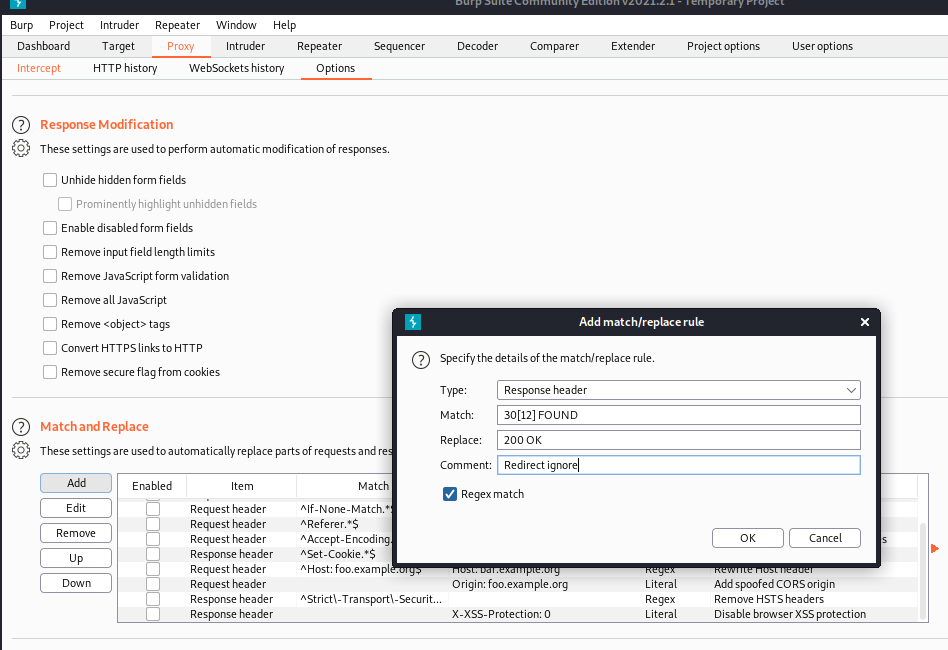 Burp Suite Community Edition v2021.2.1 - Temporary Project
Burp Project Intruder Repeater Window Help
Dashboard Target Proxy Intruder Repeater Sequencer Decoder Comparer Extender Project options User options
Intercept HTTP history WebSockets history Options
? Response Modification
These settings are used to perform automatic modification of responses.
Unhide hidden form fields
Prominently highlight unhidden fields
Enable disabled form fields
Remove input field length limits
Remove JavaScript form validation
Remove all JavaScript
Remove <object> tags
Convert HTTPS links to HTTP
Remove secure flag from cookies
Add match/replace rule
? Specify the details of the match/replace rule.
Type: Response header
Match: 30[12] FOUND
Replace: 200 OK
Comment: Redirect ignore
Regex match
OK Cancel
? Match and Replace
These settings are used to automatically replace parts of requests and res
Add
Edit
Remove
Up
Down
Enabled Item Match
Request header ^If-None-Match.*$
Request header ^Referer.*$
Request header ^Accept-Encoding.
Response header ^Set-Cookie.*$
Request header ^Host: foo.example.org$ Host: bar.example.org Regex Rewrite Host header
Request header Origin: foo.example.org Literal Add spoofed CORS origin
Response header ^Strict\-Transport\-Securit... Regex Remove HSTS headers
Response header X-XSS-Protection: 0 Literal Disable browser XSS protection